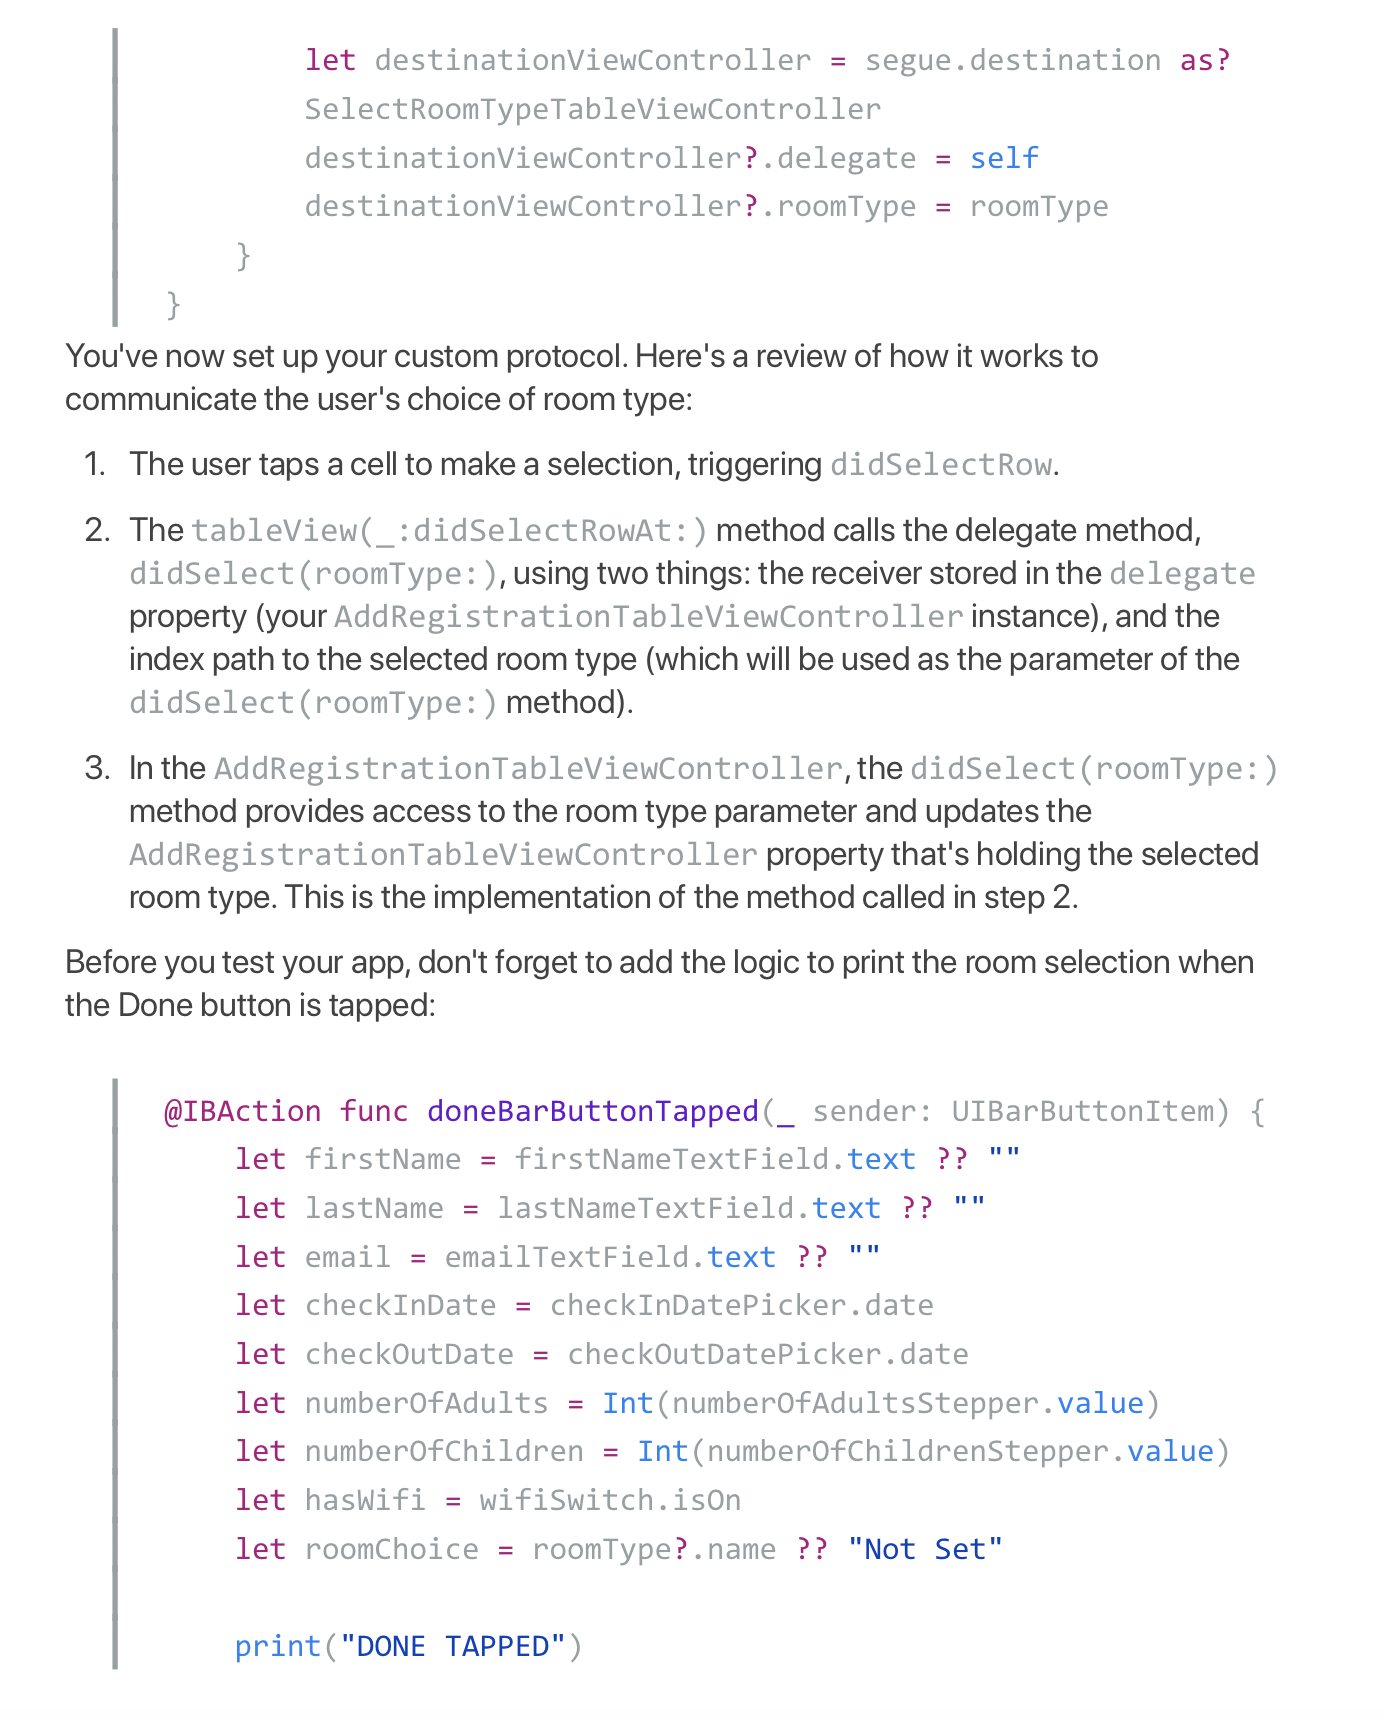 let destinationViewController = segue.destination as?
SelectRoomTypeTableViewController
destinationViewController?.delegate = self
destinationViewController?.roomType = roomType
}
}
You've now set up your custom protocol. Here's a review of how it works to
communicate the user's choice of room type:
1. The user taps a cell to make a selection, triggering didSelectRow.
2. The tableView(_:didSelectRowAt:) method calls the delegate method,
didSelect(roomType:), using two things: the receiver stored in the delegate
property (your AddRegistrationTableViewController instance), and the
index path to the selected room type (which will be used as the parameter of the
didSelect(roomType:) method).
3. In the AddRegistrationTableViewController, the didSelect(roomType:)
method provides access to the room type parameter and updates the
AddRegistrationTableViewController property that's holding the selected
room type. This is the implementation of the method called in step 2.
Before you test your app, don't forget to add the logic to print the room selection when
the Done button is tapped:
@IBAction func doneBarButtonTapped(_ sender: UIBarButtonItem) {
let firstName = firstNameTextField.text ?? ""
let lastName = lastNameTextField.text ?? ""
let email = emailTextField.text ?? ""
let checkInDate = checkInDatePicker.date
let checkOutDate = checkOutDatePicker.date
let numberOfAdults = Int(numberOfAdultsStepper.value)
let numberOfChildren = Int(numberOfChildrenStepper.value)
let hasWifi = wifiSwitch.isOn
let roomChoice = roomType?.name ?? "Not Set"
print("DONE TAPPED")